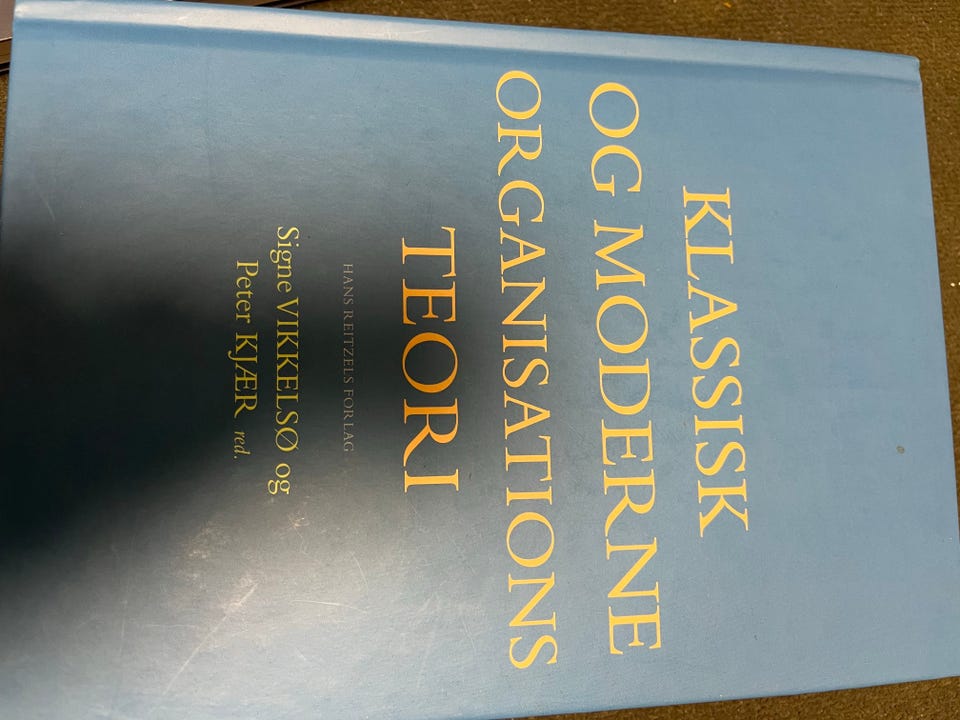 KLASSISK
OG MODERNE
ORGANISATIONS
TEORI
HANS REITZELS FORLAG
Signe VIKKELSØ og
Peter KJÆR red.